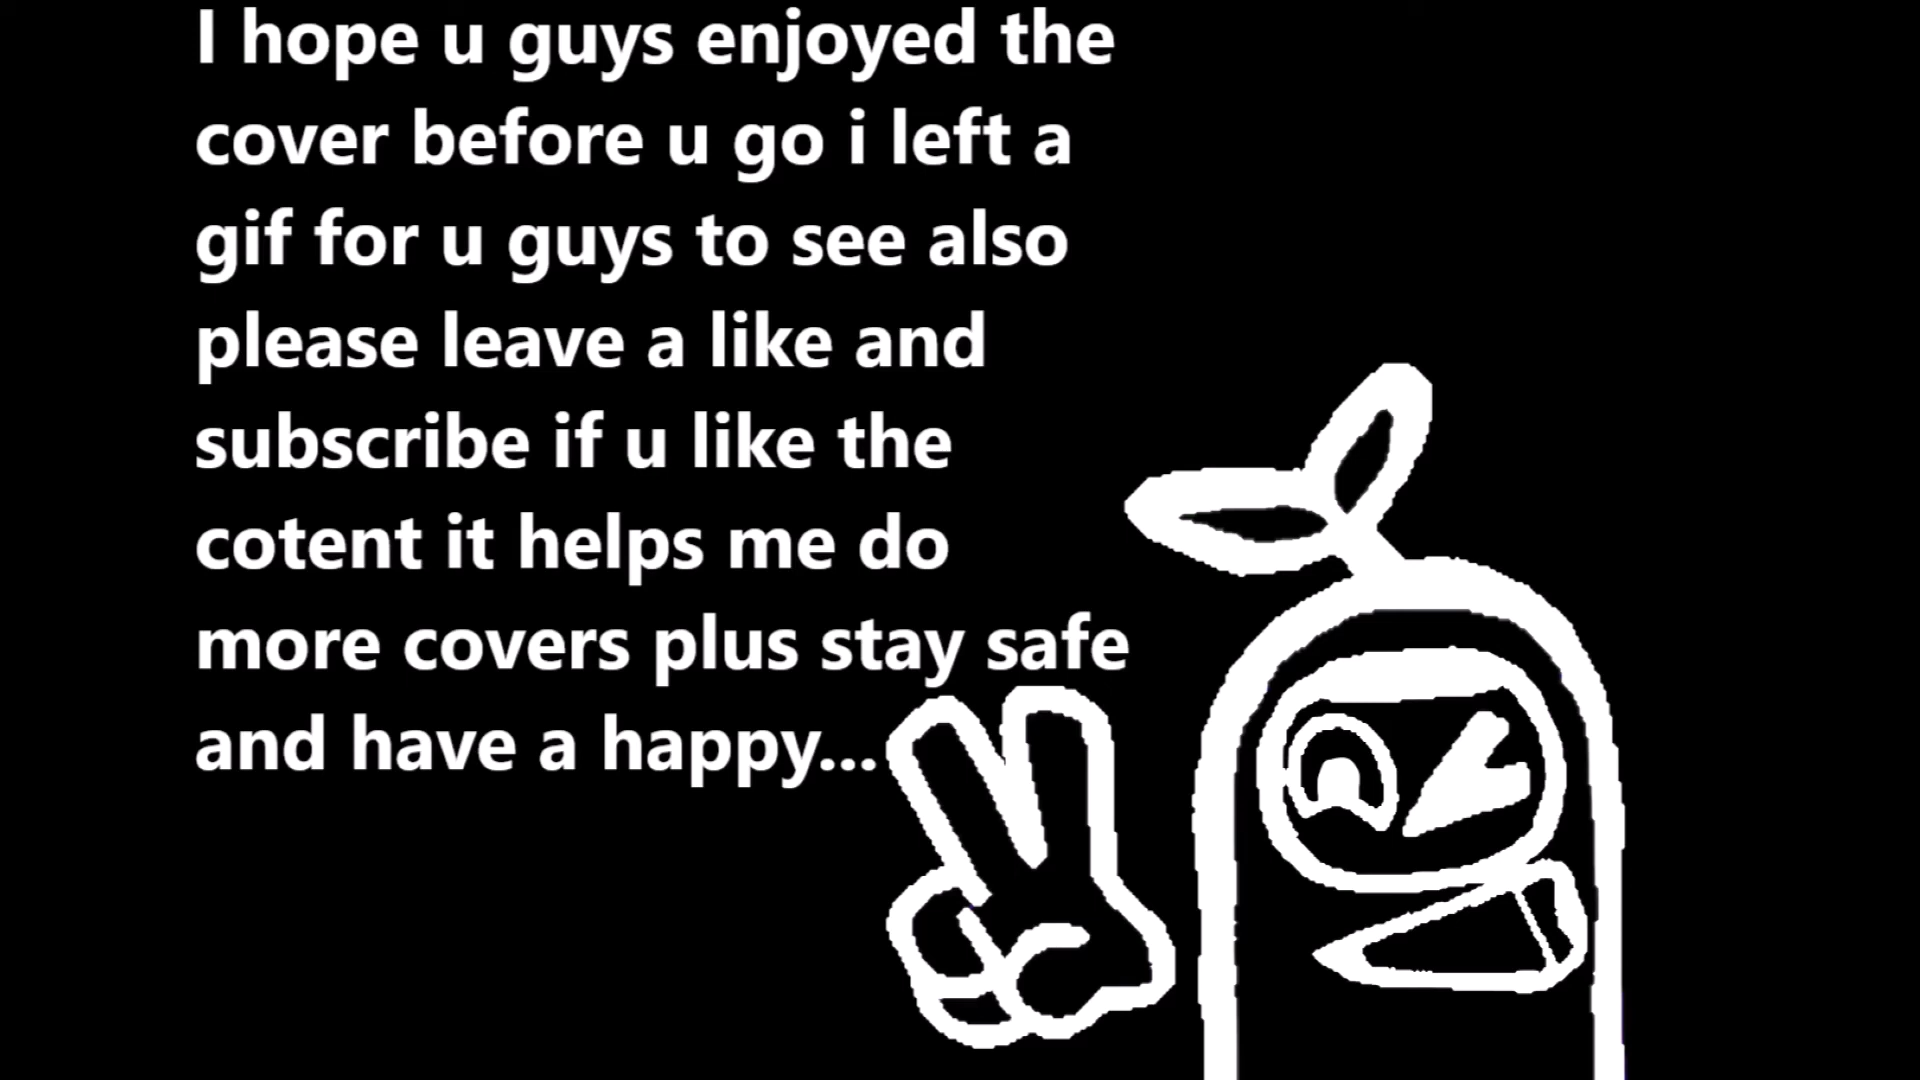 I hope u guys enjoyed the
cover before u go i left a
gif for u guys to see also
please leave a like and
subscribe if u like the
cotent it helps me do
more covers plus stay safe
and have a happy...